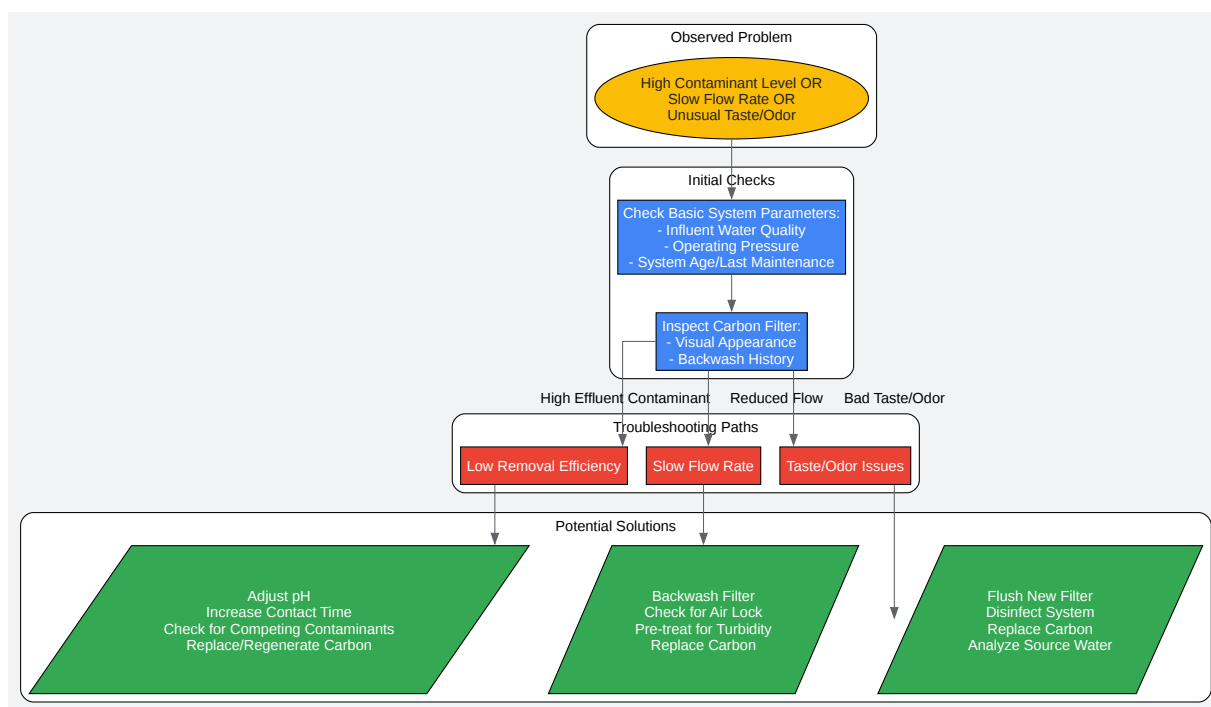 Observed Problem
High Contaminant Level OR
Slow Flow Rate OR
Unusual Taste/Odor
Initial Checks
Check Basic System Parameters:
- Influent Water Quality
- Operating Pressure
- System Age/Last Maintenance
Inspect Carbon Filter:
- Visual Appearance
- Backwash History
High Effluent Contaminant
Reduced Flow
Bad Taste/Odor
Troubleshooting Paths
Low Removal Efficiency
Slow Flow Rate
Taste/Odor Issues
Potential Solutions
Adjust pH
Increase Contact Time
Check for Competing Contaminants
Replace/Regenerate Carbon
Backwash Filter
Check for Air Lock
Pre-treat for Turbidity
Replace Carbon
Flush New Filter
Disinfect System
Replace Carbon
Analyze Source Water